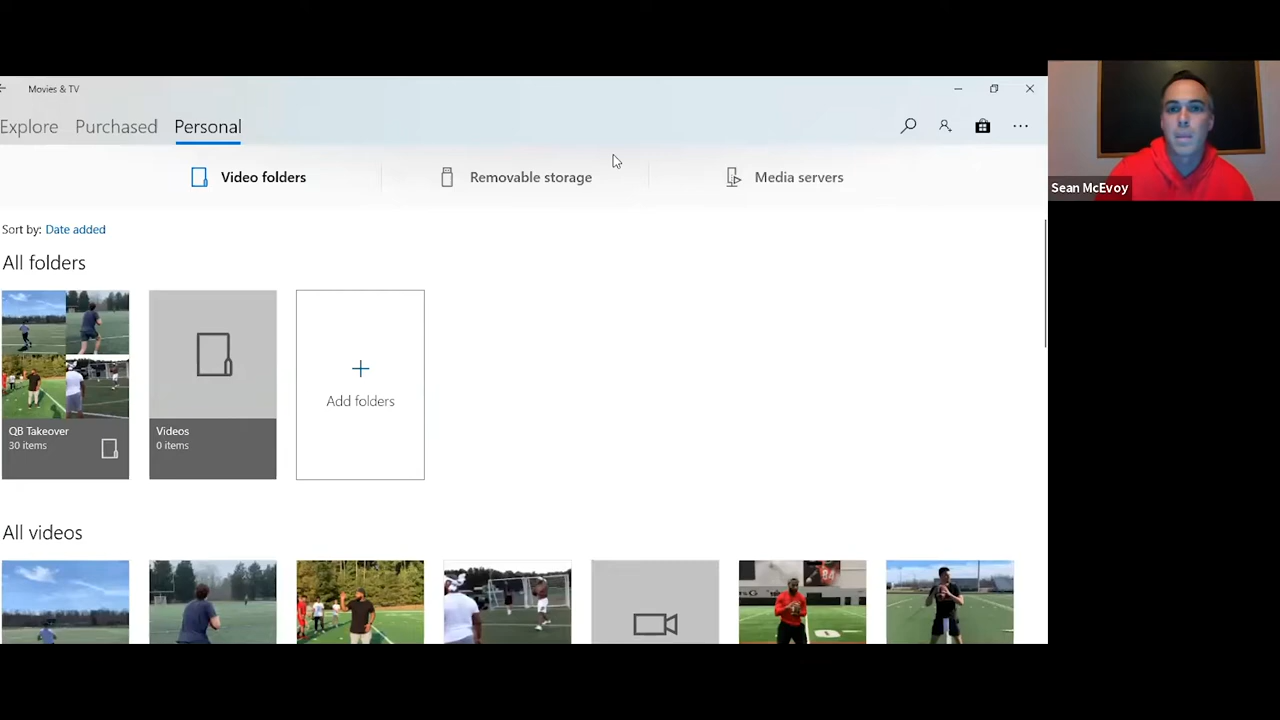 Movies & TV
Explore Purchased Personal
Video folders Removable storage Media servers
Sean McEvoy
Sort by: Date added
All folders
Add folders
QB Takeover
30 items
Videos
0 items
All videos
84